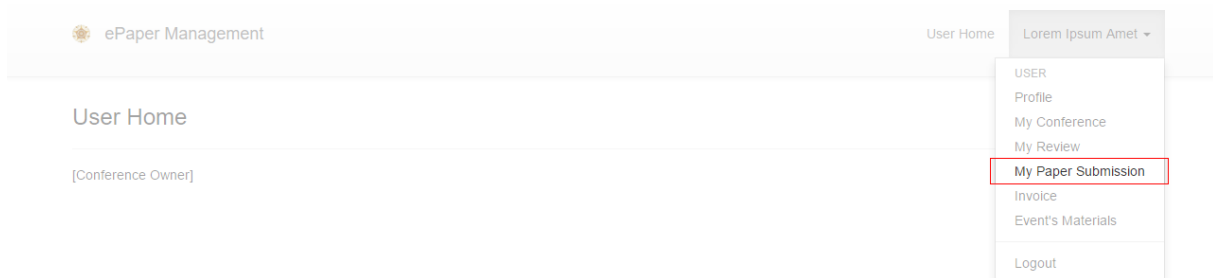 ePaper Management
User Home
Lorem Ipsum Amet
USER
Profile
My Conference
My Review
My Paper Submission
Invoice
Event's Materials
Logout
User Home
[Conference Owner]